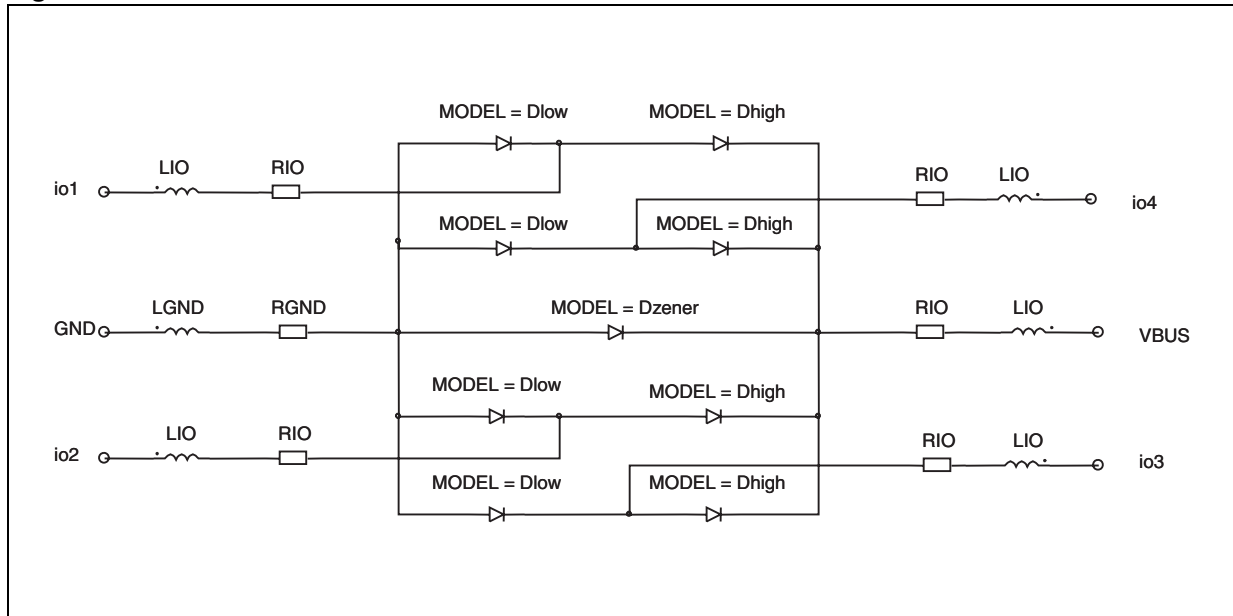 MODEL = Dlow MODEL = Dhigh
LIO RIO
io1
RIO LIO
io4
MODEL = Dlow MODEL = Dhigh
LGND RGND MODEL = Dzener RIO LIO
GND
VBUS
MODEL = Dlow MODEL = Dhigh
LIO RIO
io2
RIO LIO
io3
MODEL = Dlow MODEL = Dhigh